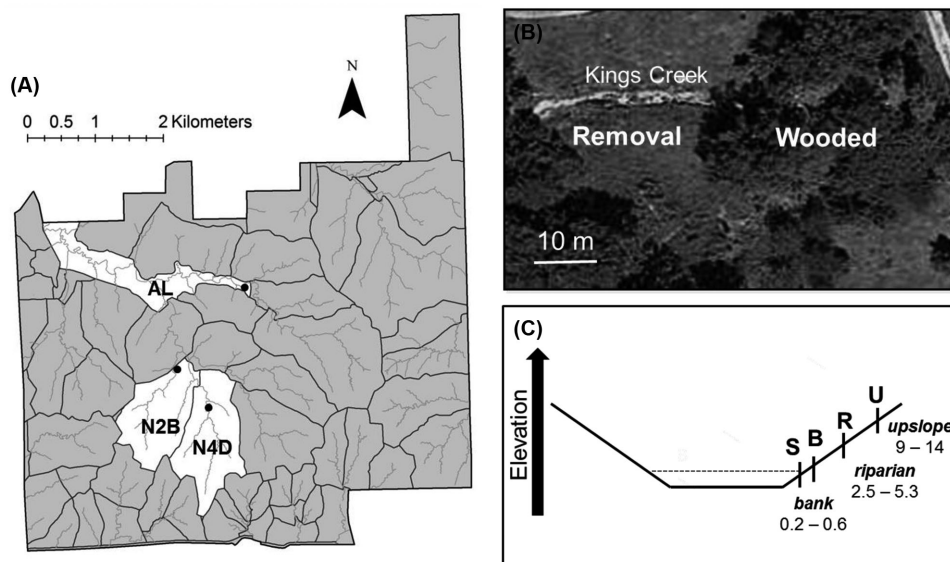 (A)
N
0 0.5 1 2 Kilometers
AL
N2B
N4D
(B)
Kings Creek
Removal Wooded
10 m
(C)
Elevation
S B R U
upslope
9 – 14
riparian
2.5 – 5.3
bank
0.2 – 0.6